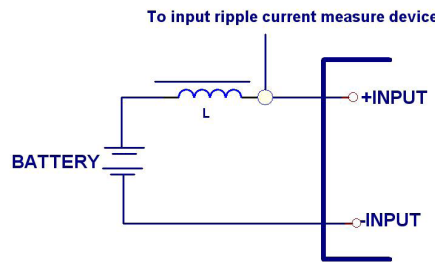 To input ripple current measure device
L
+INPUT
BATTERY
-INPUT